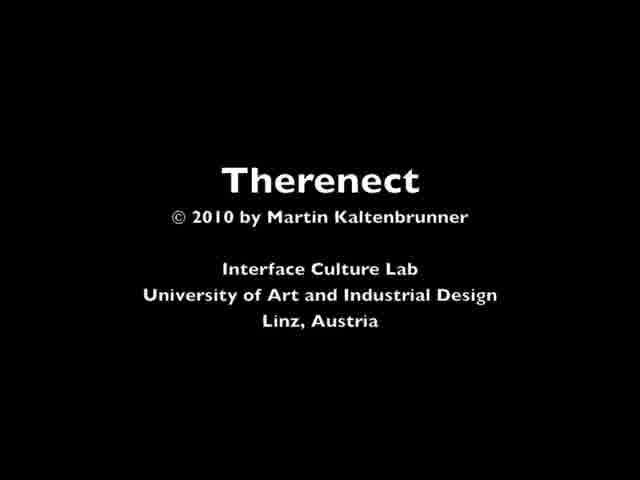 Therenect
© 2010 by Martin Kaltenbrunner
Interface Culture Lab
University of Art and Industrial Design
Linz, Austria